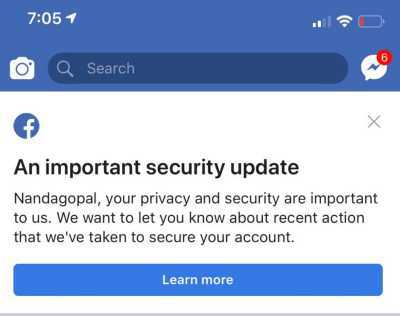 7:05
Search
6
An important security update
Nandagopal, your privacy and security are important
to us. We want to let you know about recent action
that we've taken to secure your account.
Learn more